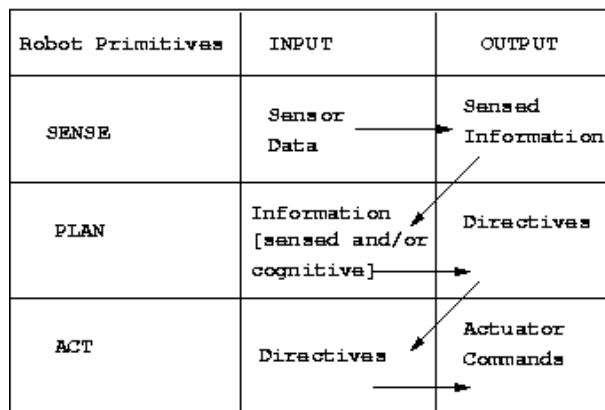 Robot Primitives INPUT OUTPUT
SENSE
Sensor
Data
Sensed
Information
PLAN
Information
[sensed and/or
cognitive]
Directives
ACT
Directives
Actuator
Commands